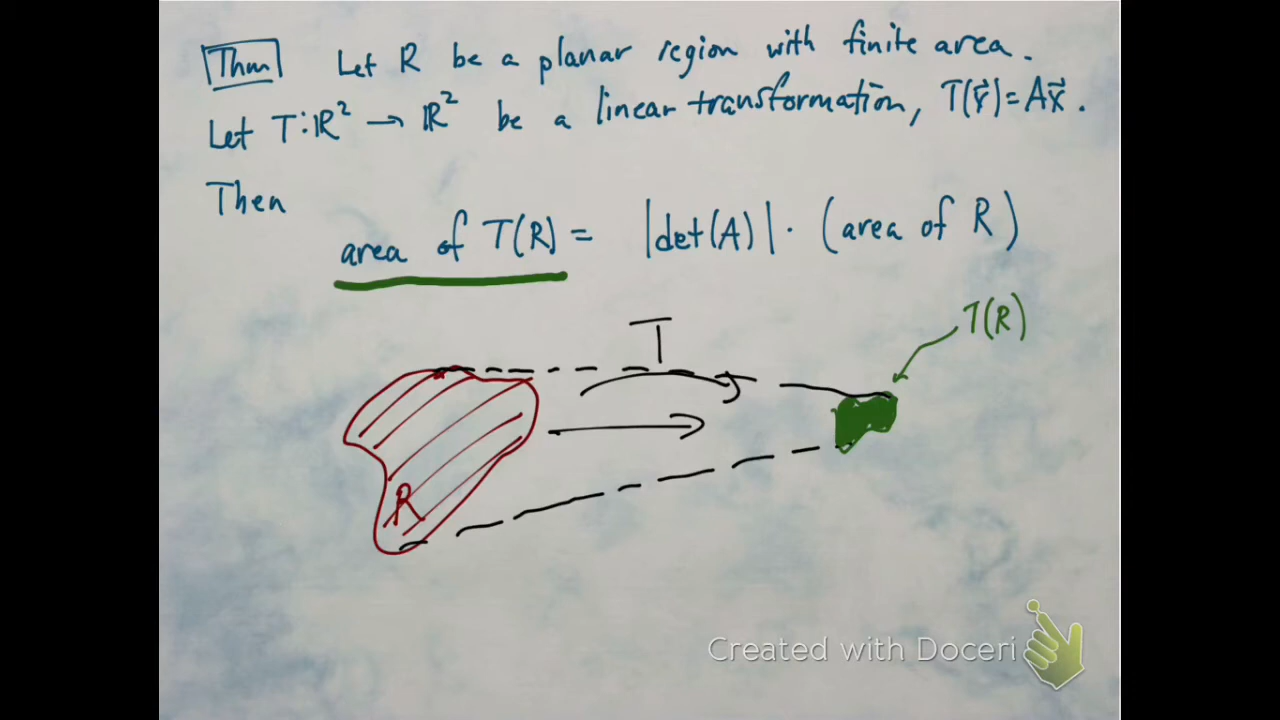 Thm Let R be a planar region with finite area.
Let T:ℝ² → ℝ² be a linear transformation, T(x⃗)=Ax⃗.
Then
area of T(R) = |det(A)| · (area of R)
T
T(R)
R
Created with Doceri